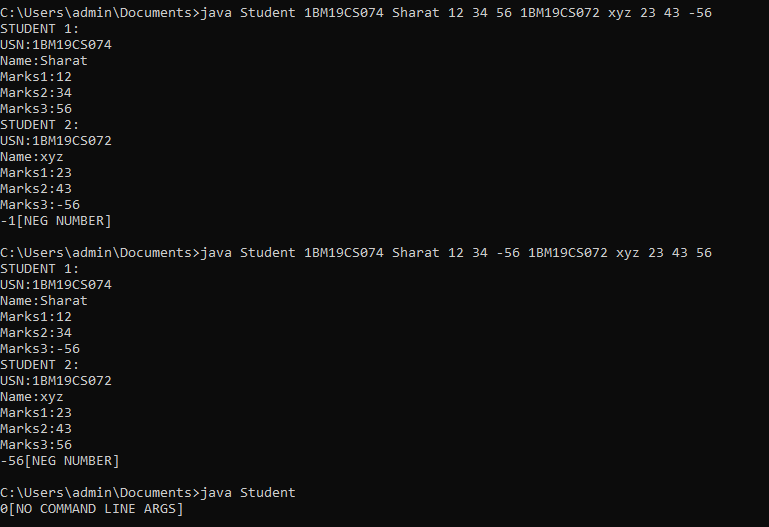 C:\Users\admin\Documents>java Student 1BM19CS074 Sharat 12 34 56 1BM19CS072 xyz 23 43 -56
STUDENT 1:
USN:1BM19CS074
Name:Sharat
Marks1:12
Marks2:34
Marks3:56
STUDENT 2:
USN:1BM19CS072
Name:xyz
Marks1:23
Marks2:43
Marks3:-56
-1[NEG NUMBER]
C:\Users\admin\Documents>java Student 1BM19CS074 Sharat 12 34 -56 1BM19CS072 xyz 23 43 56
STUDENT 1:
USN:1BM19CS074
Name:Sharat
Marks1:12
Marks2:34
Marks3:-56
STUDENT 2:
USN:1BM19CS072
Name:xyz
Marks1:23
Marks2:43
Marks3:56
-56[NEG NUMBER]
C:\Users\admin\Documents>java Student
0[NO COMMAND LINE ARGS]